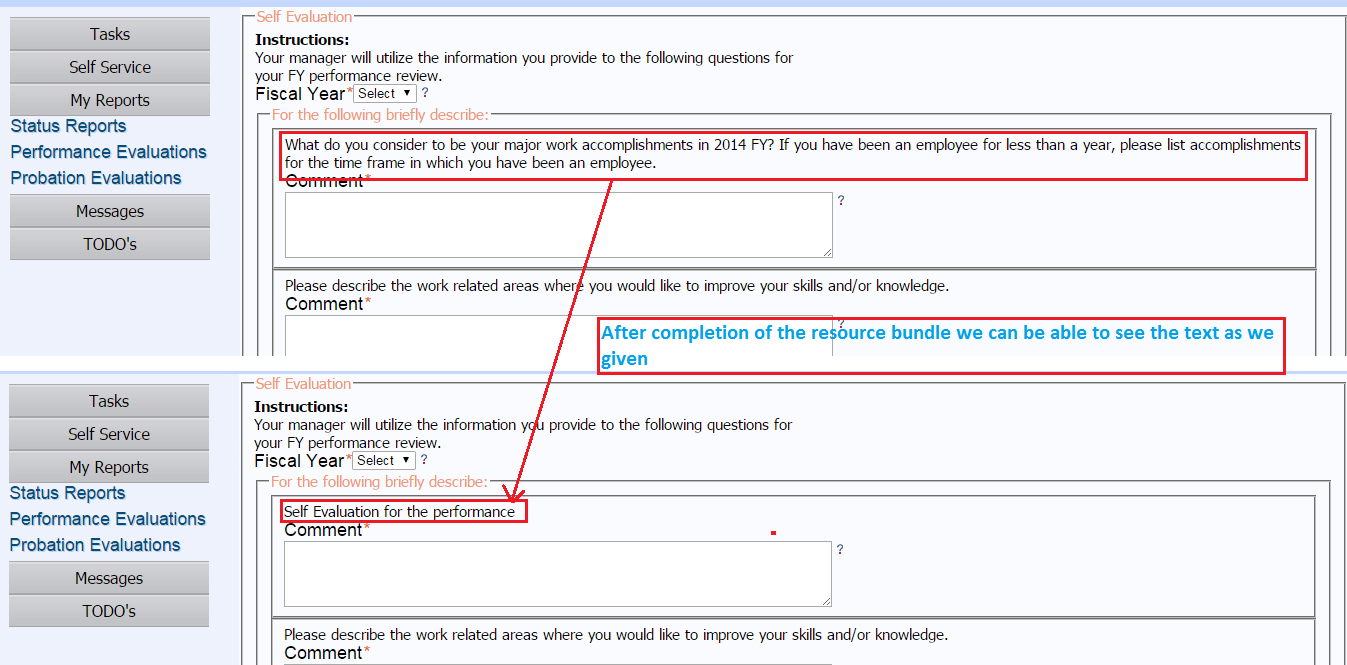 Tasks
Self Service
My Reports
Status Reports
Performance Evaluations
Probation Evaluations
Messages
TODO's
Self Evaluation
Instructions:
Your manager will utilize the information you provide to the following questions for
your FY performance review.
Fiscal Year* Select ▼ ?
For the following briefly describe:
What do you consider to be your major work accomplishments in 2014 FY? If you have been an employee for less than a year, please list accomplishments
for the time frame in which you have been an employee.
Comment*
?
Please describe the work related areas where you would like to improve your skills and/or knowledge.
Comment*
?
After completion of the resource bundle we can be able to see the text as we
given
Tasks
Self Service
My Reports
Status Reports
Performance Evaluations
Probation Evaluations
Messages
TODO's
Self Evaluation
Instructions:
Your manager will utilize the information you provide to the following questions for
your FY performance review.
Fiscal Year* Select ▼ ?
For the following briefly describe:
Self Evaluation for the performance
Comment*
?
Please describe the work related areas where you would like to improve your skills and/or knowledge.
Comment*